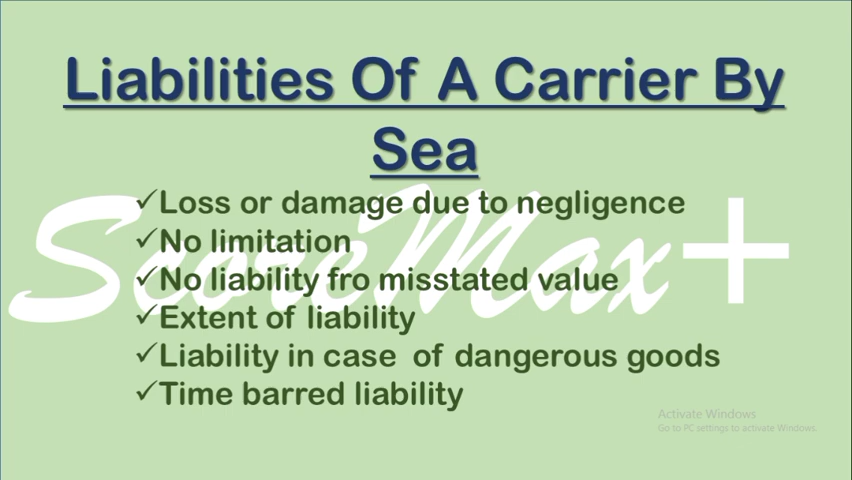 Liabilities Of A Carrier By
Sea
✓Loss or damage due to negligence
✓No limitation
✓No liability fro misstated value
✓Extent of liability
✓Liability in case of dangerous goods
✓Time barred liability
ScoreMax+
Activate Windows
Go to PC settings to activate Windows.